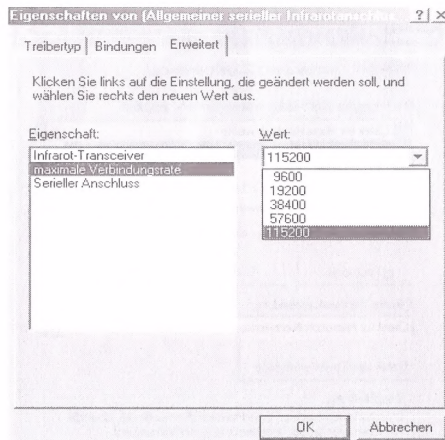 Eigenschaften von (Allgemeiner serieller Infrarotanschluss
Treibertyp
Bindungen
Erweitert
Klicken Sie links auf die Einstellung, die geändert werden soll, und
wählen Sie rechts den neuen Wert aus.
Eigenschaft:
Wert:
Infrarot-Transceiver
maximale Verbindungsrate
Serieller Anschluss
115200
9600
19200
38400
57600
115200
OK
Abbrechen